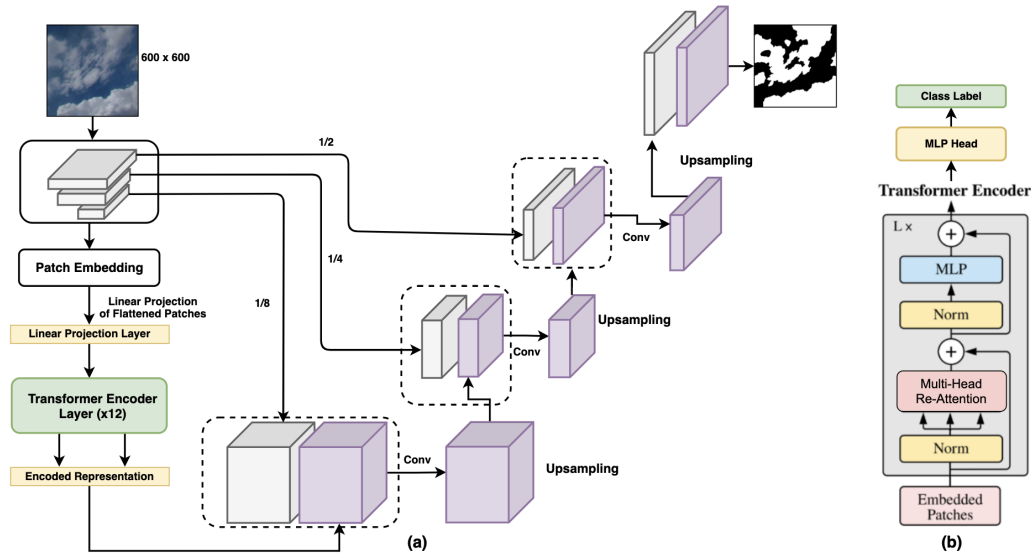 600 x 600
1/2
1/4
1/8
Patch Embedding
Linear Projection
of Flattened Patches
Linear Projection Layer
Transformer Encoder
Layer (x12)
Encoded Representation
Conv
Upsampling
Conv
Upsampling
Conv
Upsampling
(a)
Class Label
MLP Head
Transformer Encoder
L ×
MLP
Norm
Multi-Head
Re-Attention
Norm
Embedded
Patches
(b)